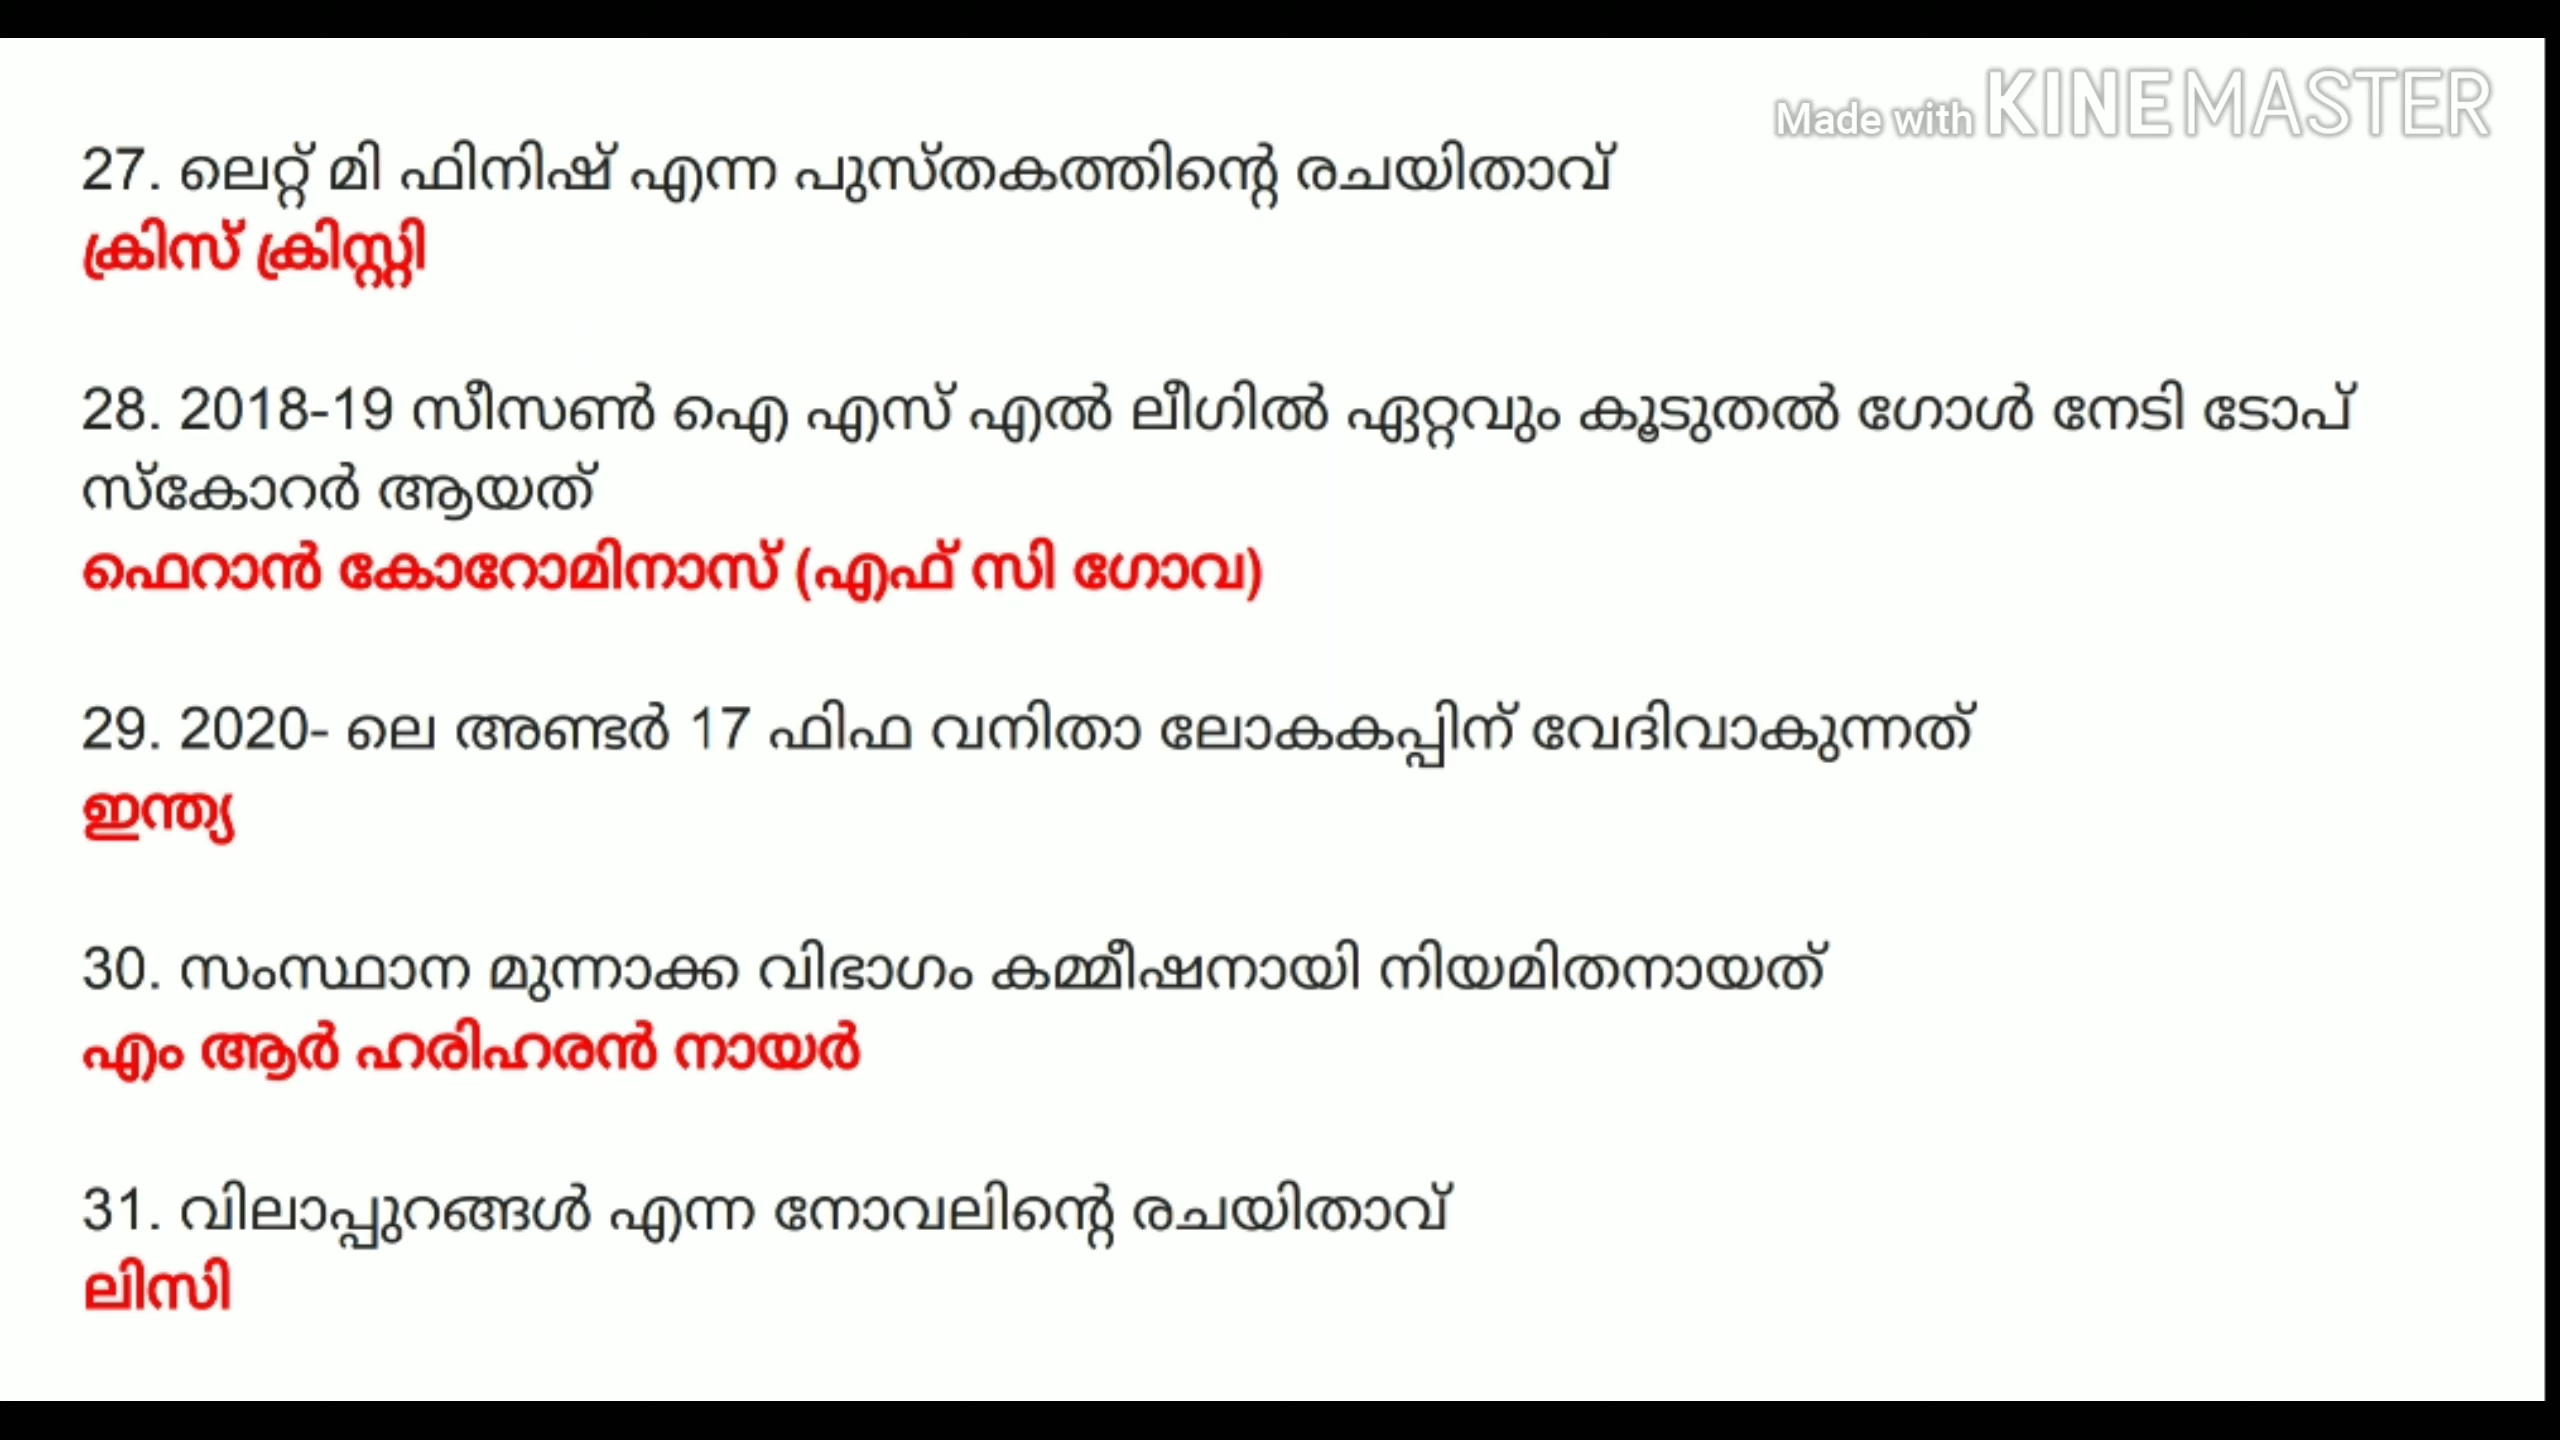 Made with KINEMASTER
27. ലെറ്റ് മി ഫിനിഷ് എന്ന പുസ്തകത്തിന്റെ രചയിതാവ്
ക്രിസ് ക്രിസ്റ്റി
28. 2018-19 സീസൺ ഐ എസ് എൽ ലീഗിൽ ഏറ്റവും കൂടുതൽ ഗോൾ നേടി ടോപ്
സ്കോറർ ആയത്
ഫെറാൻ കോറോമിനാസ് (എഫ് സി ഗോവ)
29. 2020- ലെ അണ്ടർ 17 ഫിഫ വനിതാ ലോകകപ്പിന് വേദിവാകുന്നത്
ഇന്ത്യ
30. സംസ്ഥാന മുന്നാക്ക വിഭാഗം കമ്മീഷനായി നിയമിതനായത്
എം ആർ ഹരിഹരൻ നായർ
31. വിലാപ്പുറങ്ങൾ എന്ന നോവലിന്റെ രചയിതാവ്
ലിസി